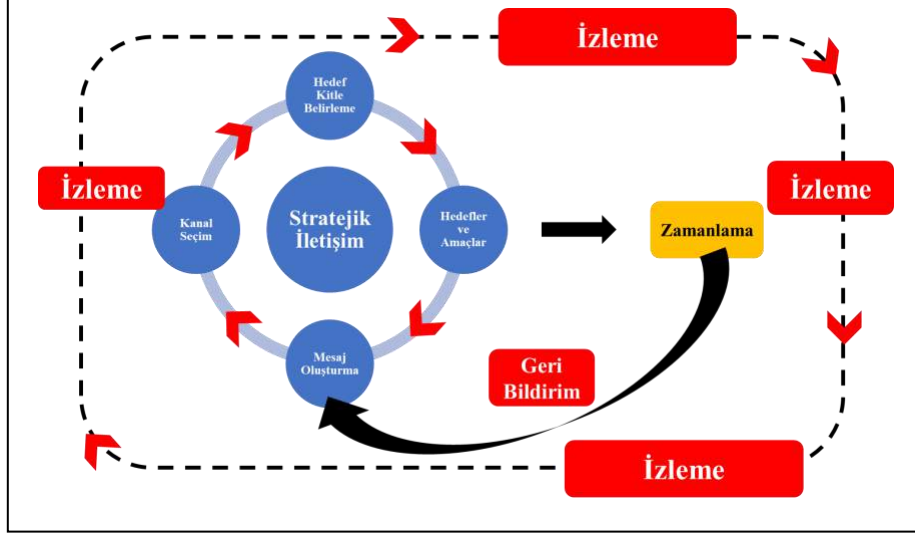 İzleme
Hedef
Kitle
Belirleme
İzleme
Kanal
Seçim
Stratejik
İletişim
Hedefler
ve
Amaçlar
Zamanlama
İzleme
Mesaj
Oluşturma
Geri
Bildirim
İzleme